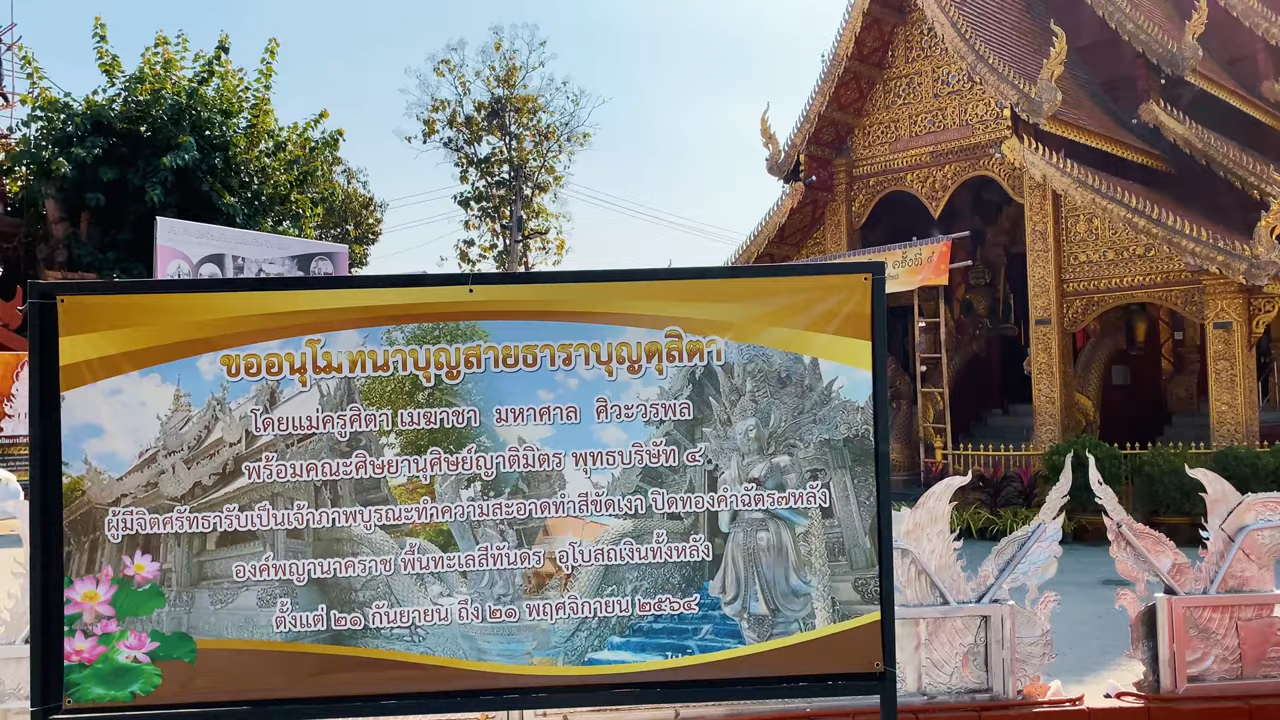 ขออนุโมทนาบุญสายธาราบุญดุสิตา
โดยแม่ครูศิตา เมฆาชา มหาศาล ศิวะวรพล
พร้อมคณะศิษยานุศิษย์ญาติมิตร พุทธบริษัท ๔
ผู้มีจิตศรัทธารับเป็นเจ้าภาพบูรณะทำความสะอาดทำสีขัดเงา ปิดทองคำฉัตร๗หลัง
องค์พญานาคราช พื้นทะเลสีทันดร อุโบสถเงินทั้งหลัง
ตั้งแต่ ๒๑ กันยายน ถึง ๒๑ พฤศจิกายน ๒๕๖๔
ครั้งที่ ๙